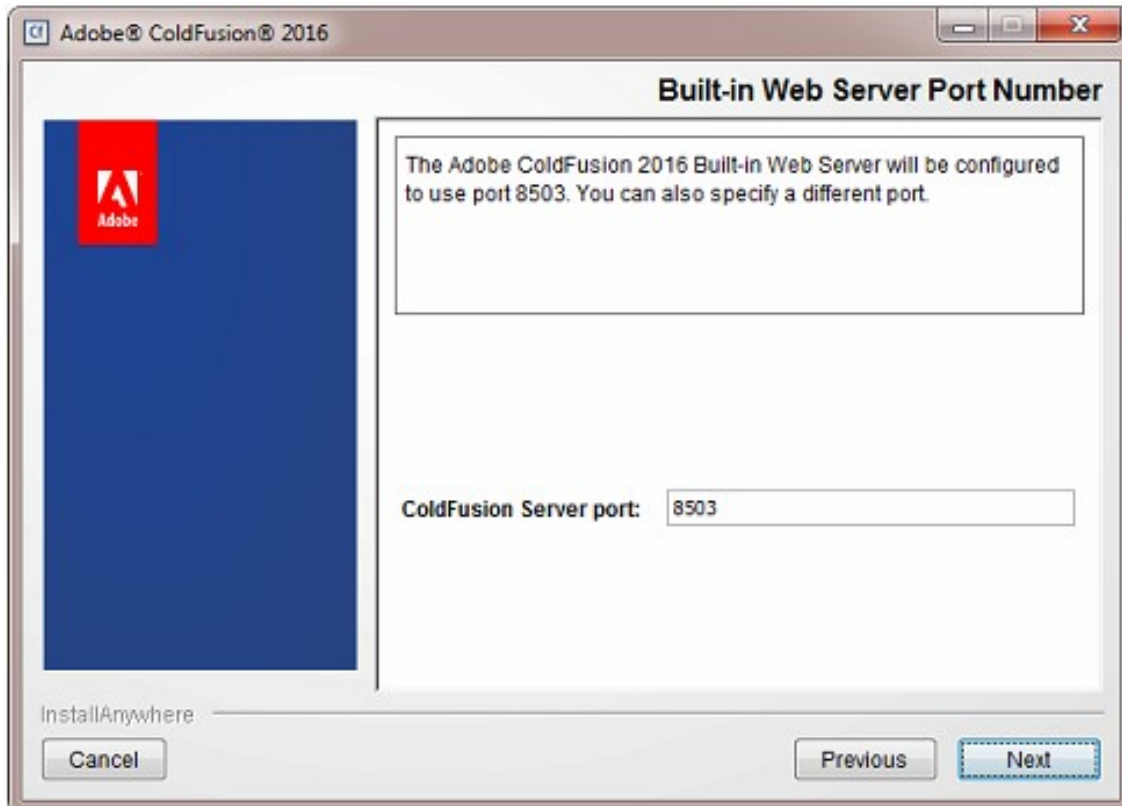 Cf Adobe® ColdFusion® 2016
Built-in Web Server Port Number
Adobe
The Adobe ColdFusion 2016 Built-in Web Server will be configured
to use port 8503. You can also specify a different port.
ColdFusion Server port: 8503
InstallAnywhere
Cancel Previous Next